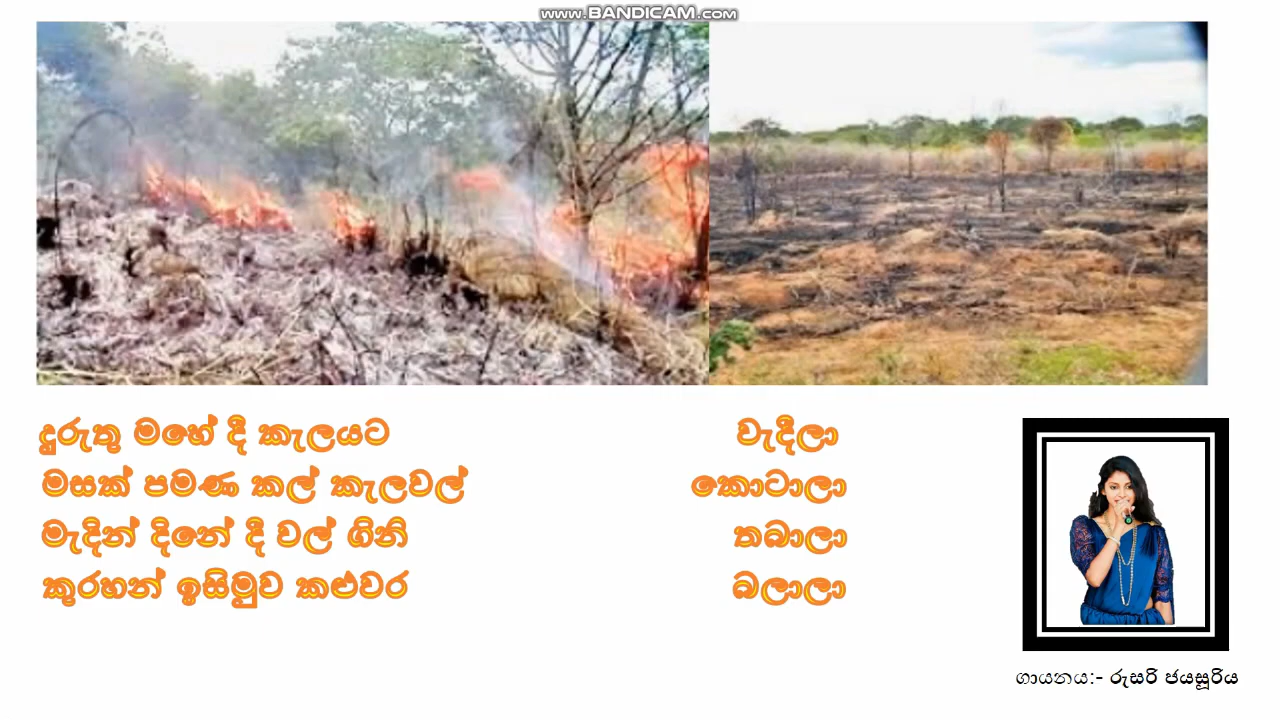 www.BANDICAM.com
දුරුතු මහේ දී කැලයට වැදීලා
මසක් පමණ කල් කැලවල් කොටාලා
මැදින් දිනේ දී වල් ගිනි තබාලා
කුරහන් ඉසිමුව කළුවර බලාලා
ගායනය:- රුසරි ජයසූරිය